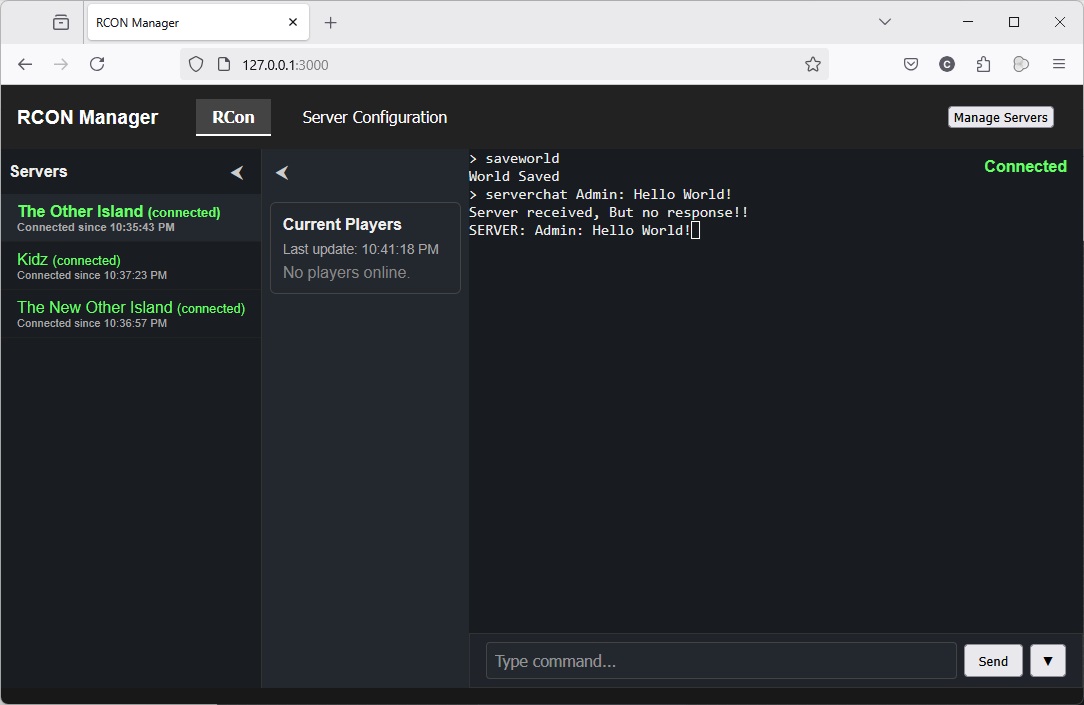 RCON Manager
127.0.0.1:3000
C
RCON Manager
RCon
Server Configuration
Manage Servers
Servers
The Other Island (connected)
Connected since 10:35:43 PM
Kidz (connected)
Connected since 10:37:23 PM
The New Other Island (connected)
Connected since 10:36:57 PM
Current Players
Last update: 10:41:18 PM
No players online.
> saveworld
World Saved
> serverchat Admin: Hello World!
Server received, But no response!!
SERVER: Admin: Hello World!
Connected
Type command...
Send